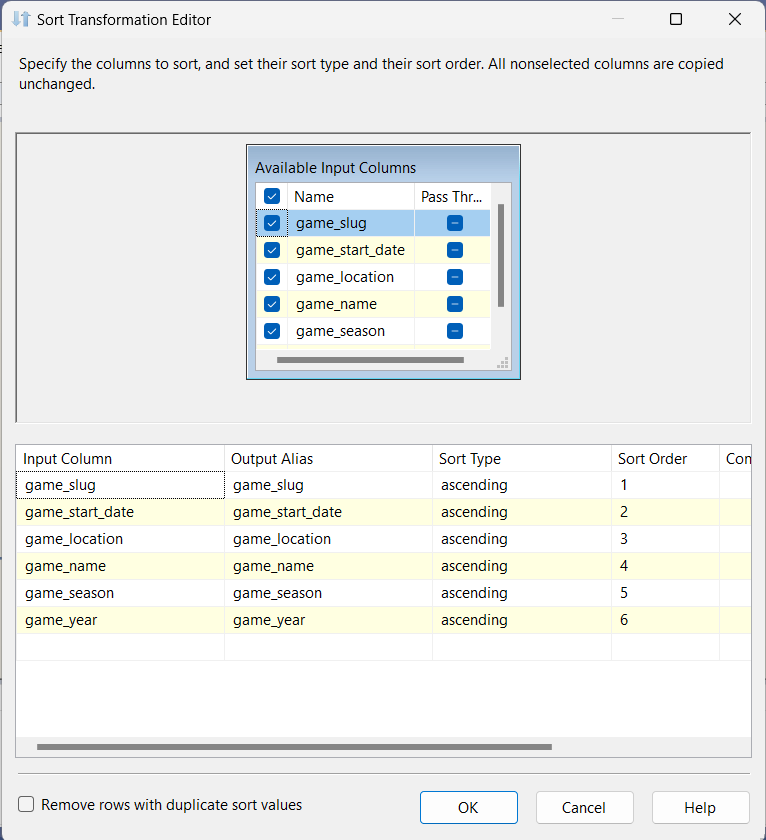 Sort Transformation Editor
Specify the columns to sort, and set their sort type and their sort order. All nonselected columns are copied
unchanged.
Available Input Columns
Name Pass Thr...
game_slug
game_start_date
game_location
game_name
game_season
Input Column Output Alias Sort Type Sort Order Con
game_slug game_slug ascending 1
game_start_date game_start_date ascending 2
game_location game_location ascending 3
game_name game_name ascending 4
game_season game_season ascending 5
game_year game_year ascending 6
Remove rows with duplicate sort values
OK Cancel Help